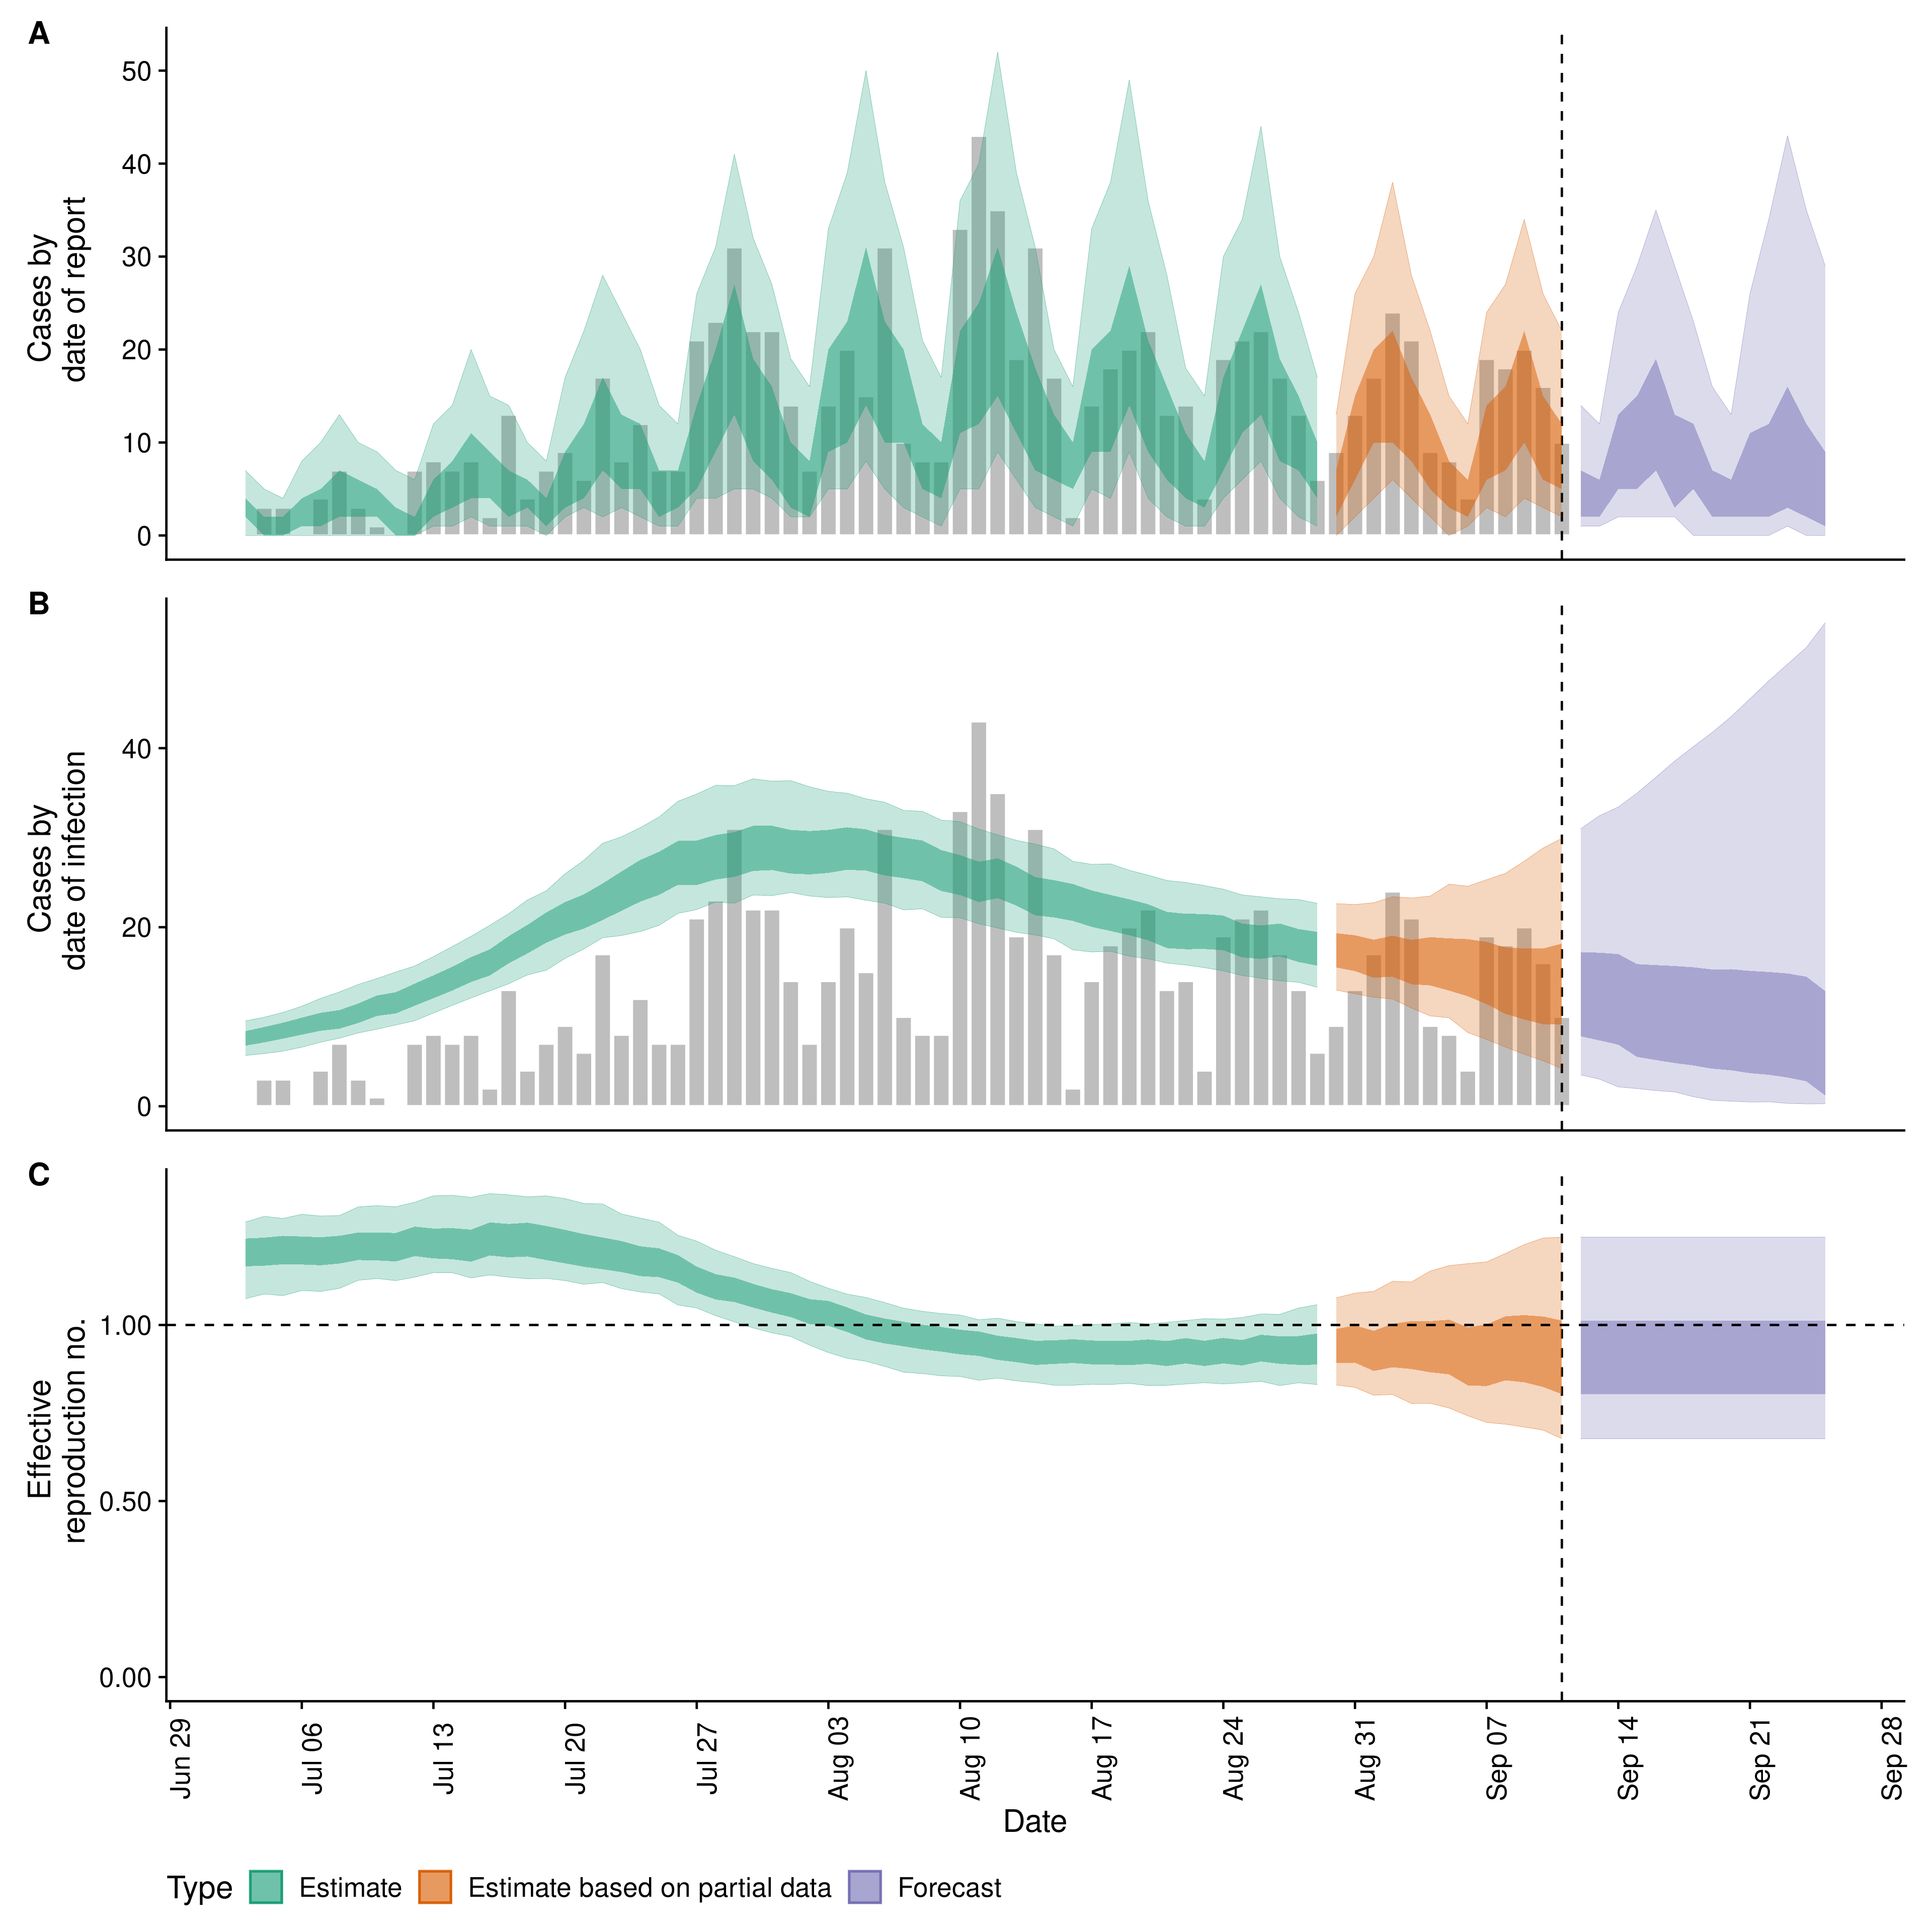 A
50
40
30
20
10
0
Cases by
date of report
B
40
20
0
Cases by
date of infection
C
1.00
0.50
0.00
Effective
reproduction no.
Jun 29
Jul 06
Jul 13
Jul 20
Jul 27
Aug 03
Aug 10
Aug 17
Aug 24
Aug 31
Sep 07
Sep 14
Sep 21
Sep 28
Date
Type Estimate Estimate based on partial data Forecast